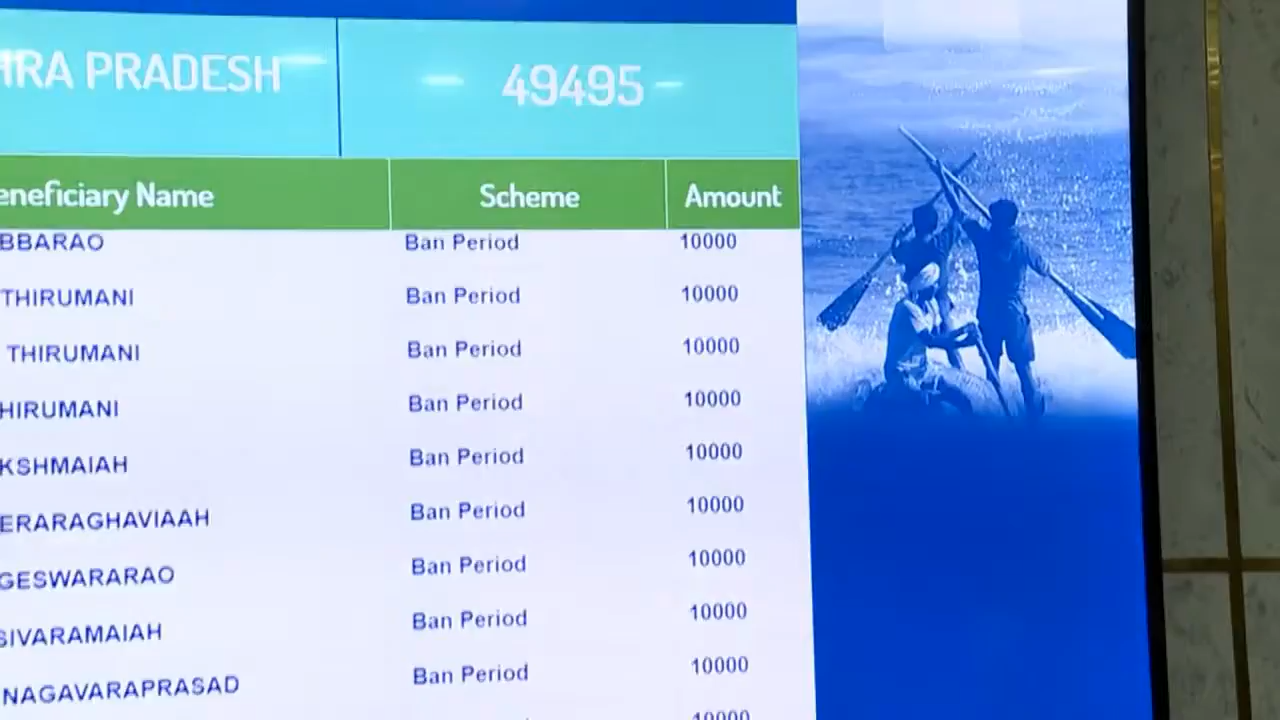 HRA PRADESH 49495
eneficiary Name Scheme Amount
BBARAO Ban Period 10000
THIRUMANI Ban Period 10000
THIRUMANI Ban Period 10000
HIRUMANI Ban Period 10000
KSHMAIAH Ban Period 10000
ERARAGHAVIAAH Ban Period 10000
GESWARARAO Ban Period 10000
SIVARAMAIAH Ban Period 10000
NAGAVARAPRASAD Ban Period 10000
10000